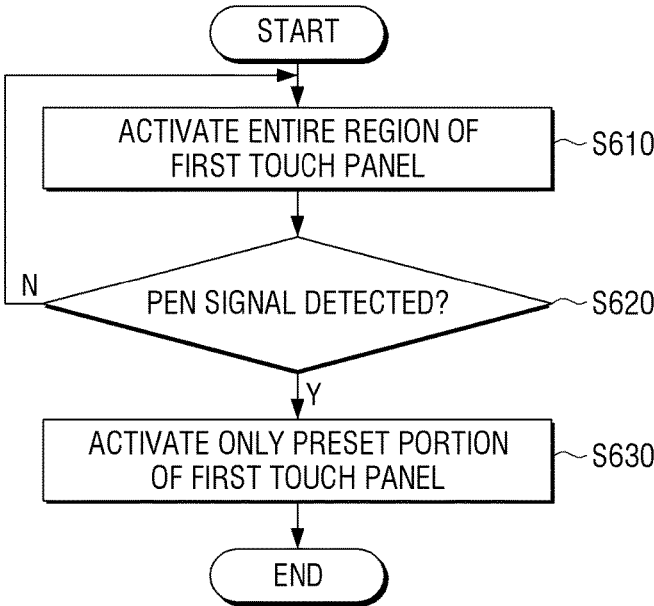 START
ACTIVATE ENTIRE REGION OF
FIRST TOUCH PANEL
S610
N
PEN SIGNAL DETECTED?
S620
Y
ACTIVATE ONLY PRESET PORTION
OF FIRST TOUCH PANEL
S630
END